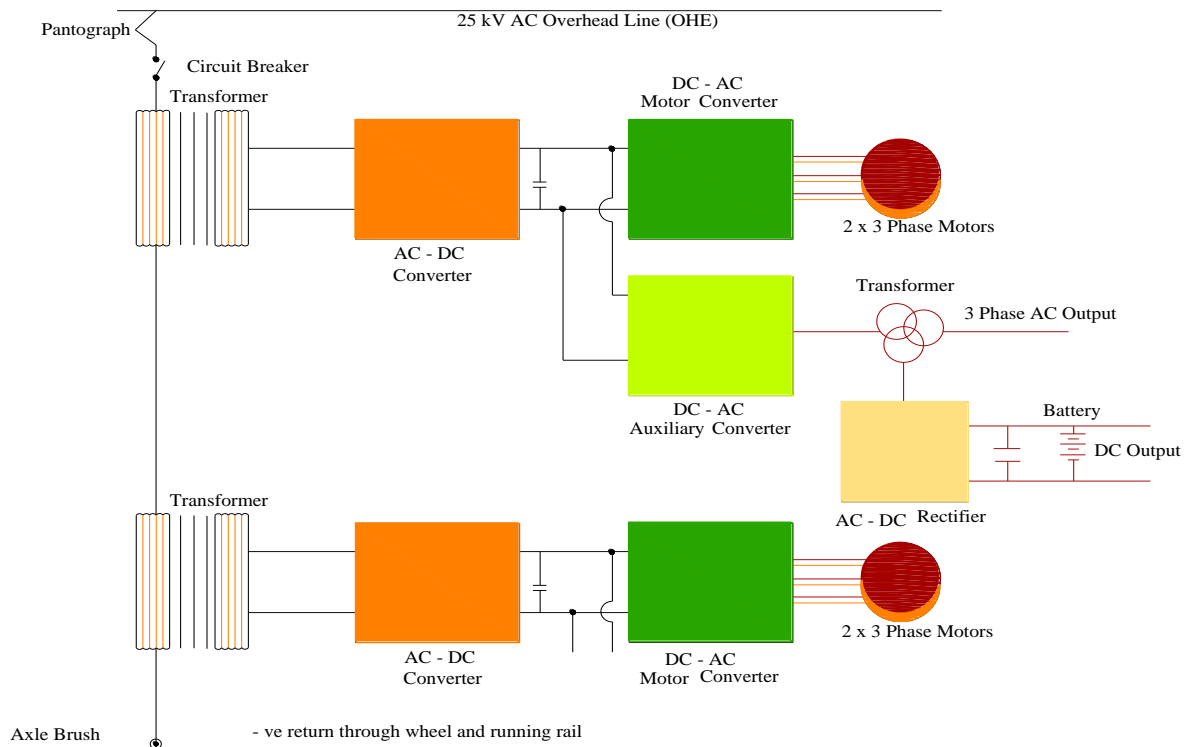 25 kV AC Overhead Line (OHE)
Pantograph
Circuit Breaker
Transformer
DC - AC
Motor Converter
AC - DC
Converter
2 x 3 Phase Motors
Transformer
3 Phase AC Output
DC - AC
Auxiliary Converter
Battery
DC Output
AC - DC Rectifier
Transformer
AC - DC
Converter
DC - AC
Motor Converter
2 x 3 Phase Motors
Axle Brush
- ve return through wheel and running rail